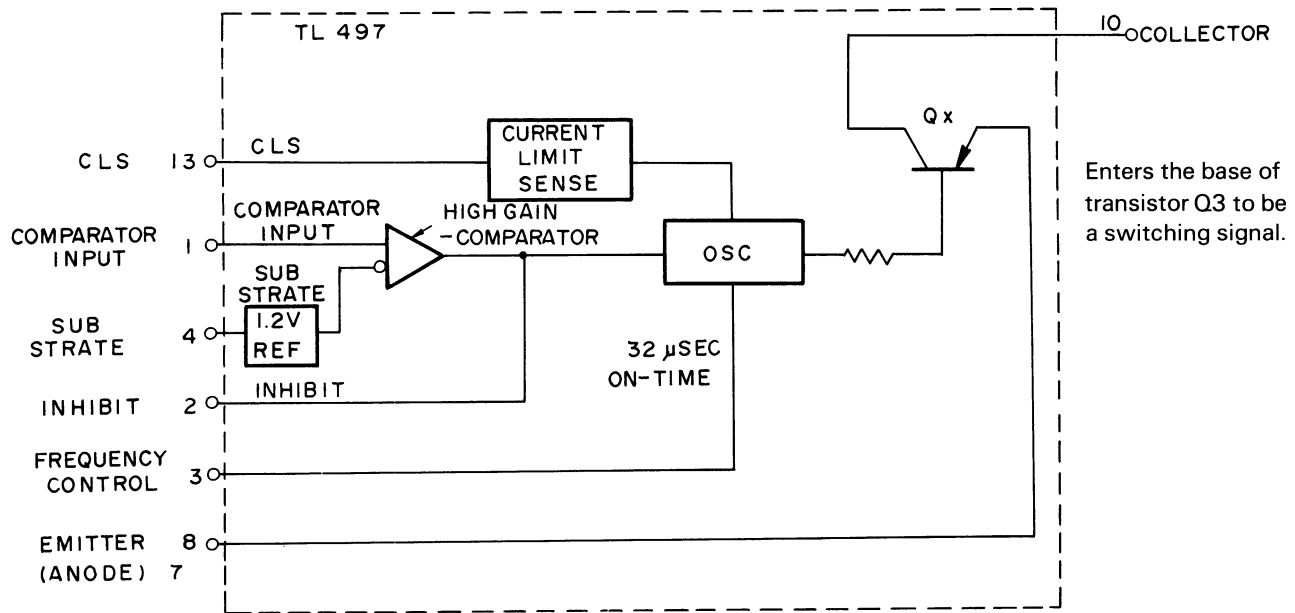 TL 497
10
COLLECTOR
Qx
CURRENT
LIMIT
SENSE
CLS 13
CLS
Enters the base of
transistor Q3 to be
a switching signal.
COMPARATOR
INPUT
1
COMPARATOR
INPUT
HIGH GAIN
-COMPARATOR
OSC
SUB
STRATE
1.2V
REF
SUB
STRATE
4
32 μSEC
ON-TIME
INHIBIT 2
INHIBIT
FREQUENCY
CONTROL 3
EMITTER 8
(ANODE) 7